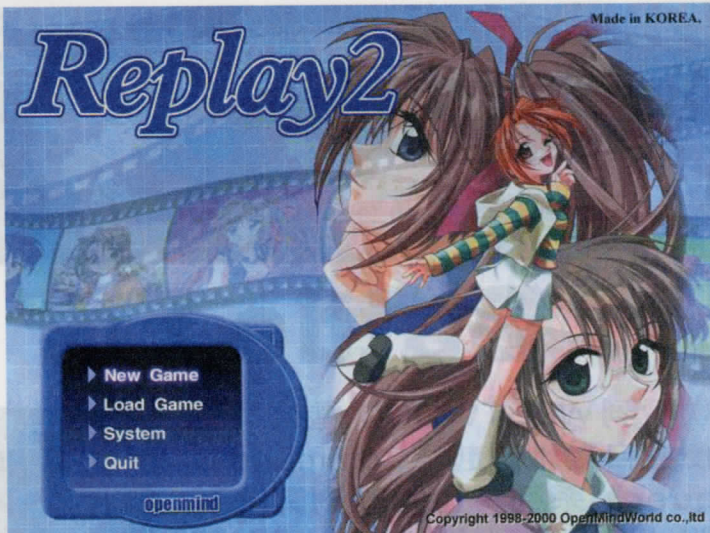 Made in KOREA.
Replay2
New Game
Load Game
System
Quit
openmind
Copyright 1998-2000 OpenMindWorld co.,ltd